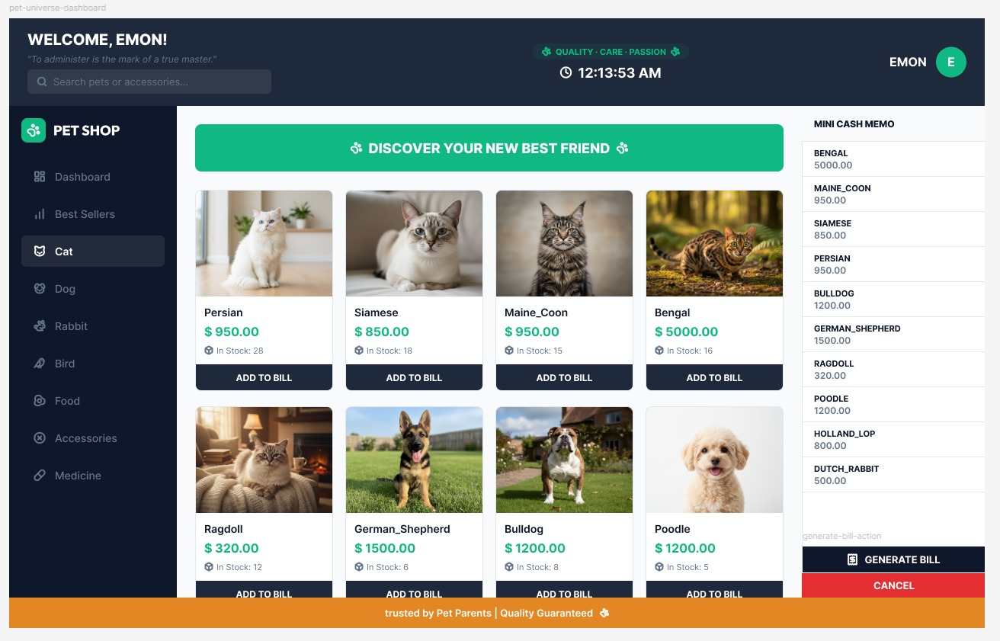 pet-universe-dashboard
WELCOME, EMON!
"To administer is the mark of a true master."
Search pets or accessories...
QUALITY · CARE · PASSION
12:13:53 AM
EMON
E
PET SHOP
Dashboard
Best Sellers
Cat
Dog
Rabbit
Bird
Food
Accessories
Medicine
DISCOVER YOUR NEW BEST FRIEND
Persian
$ 950.00
In Stock: 28
ADD TO BILL
Siamese
$ 850.00
In Stock: 18
ADD TO BILL
Maine_Coon
$ 950.00
In Stock: 15
ADD TO BILL
Bengal
$ 5000.00
In Stock: 16
ADD TO BILL
Ragdoll
$ 320.00
In Stock: 12
ADD TO BILL
German_Shepherd
$ 1500.00
In Stock: 6
ADD TO BILL
Bulldog
$ 1200.00
In Stock: 8
ADD TO BILL
Poodle
$ 1200.00
In Stock: 5
ADD TO BILL
MINI CASH MEMO
BENGAL
5000.00
MAINE_COON
950.00
SIAMESE
850.00
PERSIAN
950.00
BULLDOG
1200.00
GERMAN_SHEPHERD
1500.00
RAGDOLL
320.00
POODLE
1200.00
HOLLAND_LOP
800.00
DUTCH_RABBIT
500.00
generate-bill-action
GENERATE BILL
CANCEL
trusted by Pet Parents | Quality Guaranteed